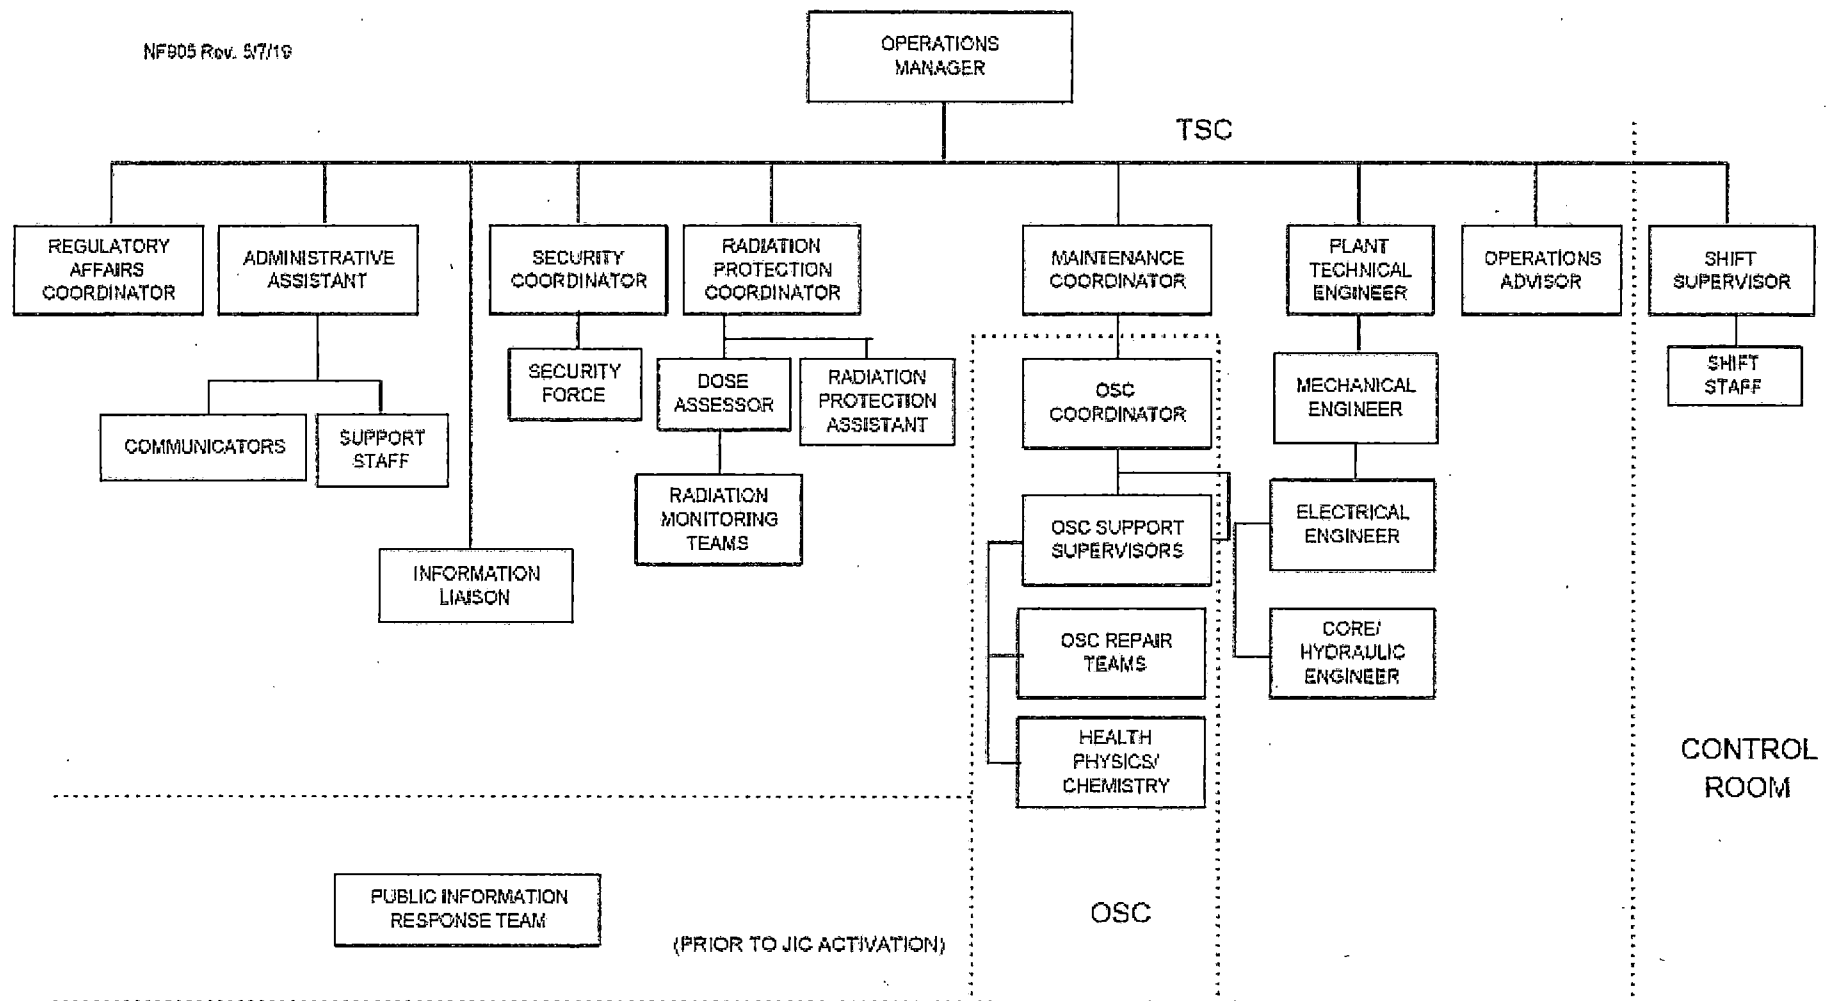 NF905 Rev. 5/7/19
OPERATIONS
MANAGER
TSC
REGULATORY
AFFAIRS
COORDINATOR
ADMINISTRATIVE
ASSISTANT
SECURITY
COORDINATOR
RADIATION
PROTECTION
COORDINATOR
MAINTENANCE
COORDINATOR
PLANT
TECHNICAL
ENGINEER
OPERATIONS
ADVISOR
SHIFT
SUPERVISOR
SECURITY
FORCE
DOSE
ASSESSOR
RADIATION
PROTECTION
ASSISTANT
OSC
COORDINATOR
MECHANICAL
ENGINEER
SHIFT
STAFF
COMMUNICATORS
SUPPORT
STAFF
RADIATION
MONITORING
TEAMS
OSC SUPPORT
SUPERVISORS
ELECTRICAL
ENGINEER
INFORMATION
LIAISON
OSC REPAIR
TEAMS
CORE/
HYDRAULIC
ENGINEER
HEALTH
PHYSICS/
CHEMISTRY
CONTROL
ROOM
PUBLIC INFORMATION
RESPONSE TEAM
(PRIOR TO JIC ACTIVATION)
OSC